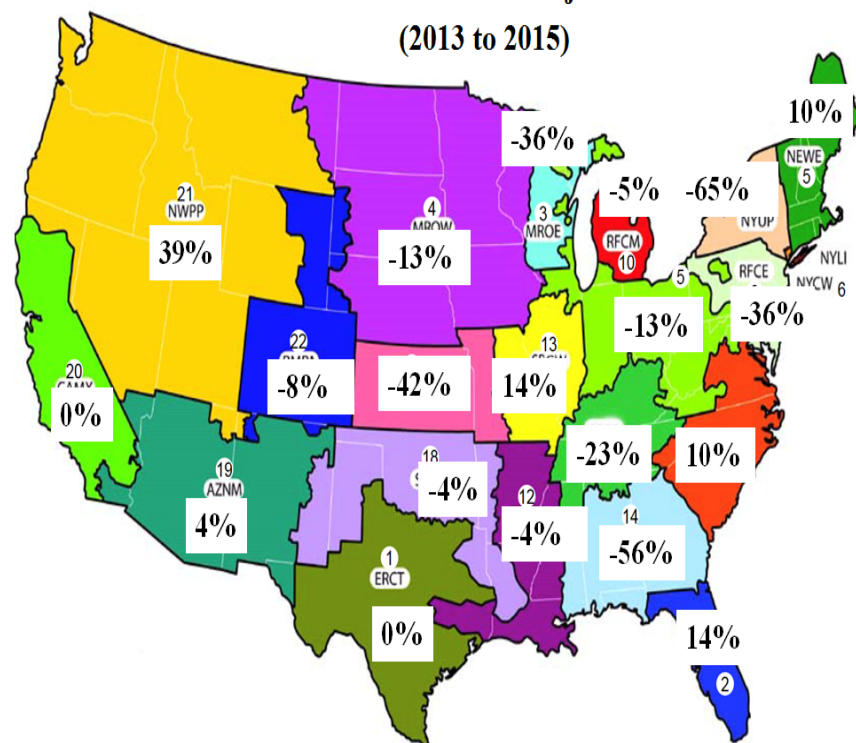 (2013 to 2015)
10%
-36%
NEWE
5
-5%
-65%
21
NWPP
4
MROW
3
MROE
NYUP
RFCM
10
39%
-13%
5
RFCE
NYLI
NYCW 6
-36%
-13%
22
13
20
-8%
-42%
14%
0%
-23%
10%
19
AZNM
18
-4%
12
14
4%
-4%
-56%
1
ERCT
0%
14%
2